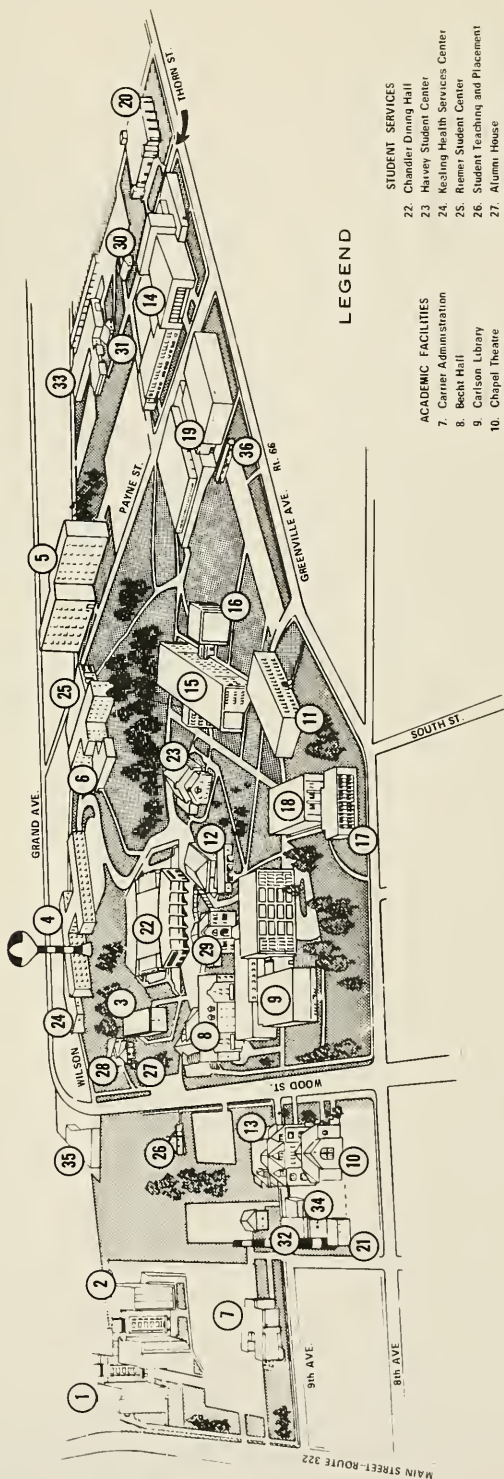 GRAND AVE.
WILSON
PAYNE ST.
THORN ST.
GREENVILLE AVE. Rt. 66
SOUTH ST.
WOOD ST.
9th AVE.
8th AVE
MAIN STREET-ROUTE 322
1
2
35
7
32
21
34
10
13
26
28
27
24
4
3
8
22
29
9
12
23
6
25
5
15
16
18
17
11
19
36
14
33
31
30
20
LEGEND
ACADEMIC FACILITIES
7. Carrier Administration
8. Becht Hall
9. Carlson Library
10. Chapel Theatre
STUDENT SERVICES
22. Chandler Dining Hall
23 Harvey Student Center
24. Keeling Health Services Center
25. Riemer Student Center
26. Student Teaching and Placement
27. Alumni House